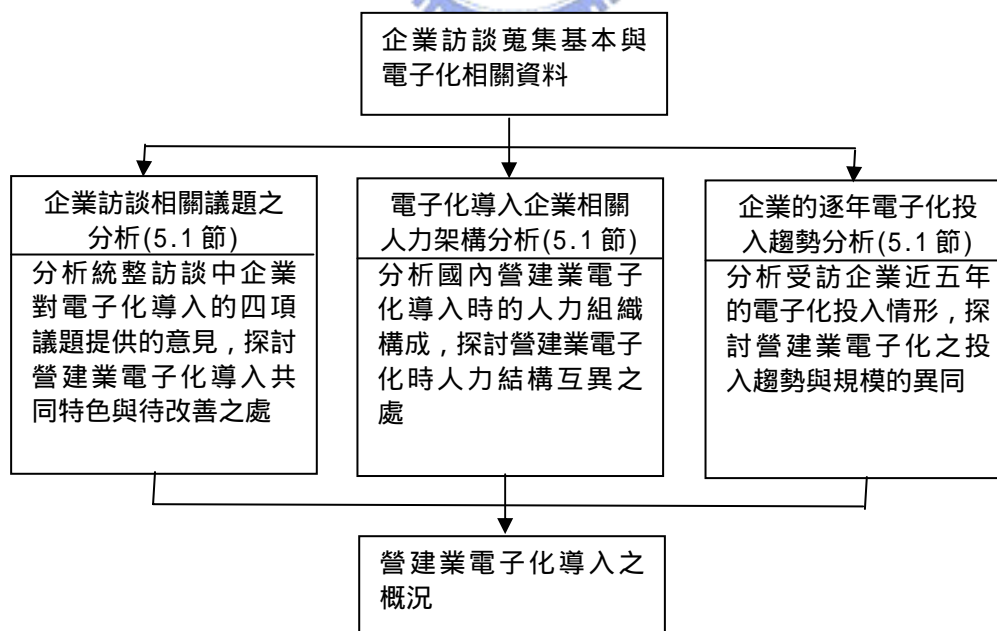 企業訪談蒐集基本與
電子化相關資料
企業訪談相關議題之
分析(5.1節)
分析統整訪談中企業
對電子化導入的四項
議題提供的意見，探討
營建業電子化導入共
同特色與待改善之處
電子化導入企業相關
人力架構分析(5.1節)
分析國內營建業電子
化導入時的人力組織
構成，探討營建業電子
化時人力結構互異之
處
企業的逐年電子化投
入趨勢分析(5.1節)
分析受訪企業近五年
的電子化投入情形，探
討營建業電子化之投
入趨勢與規模的異同
營建業電子化導入之
概況